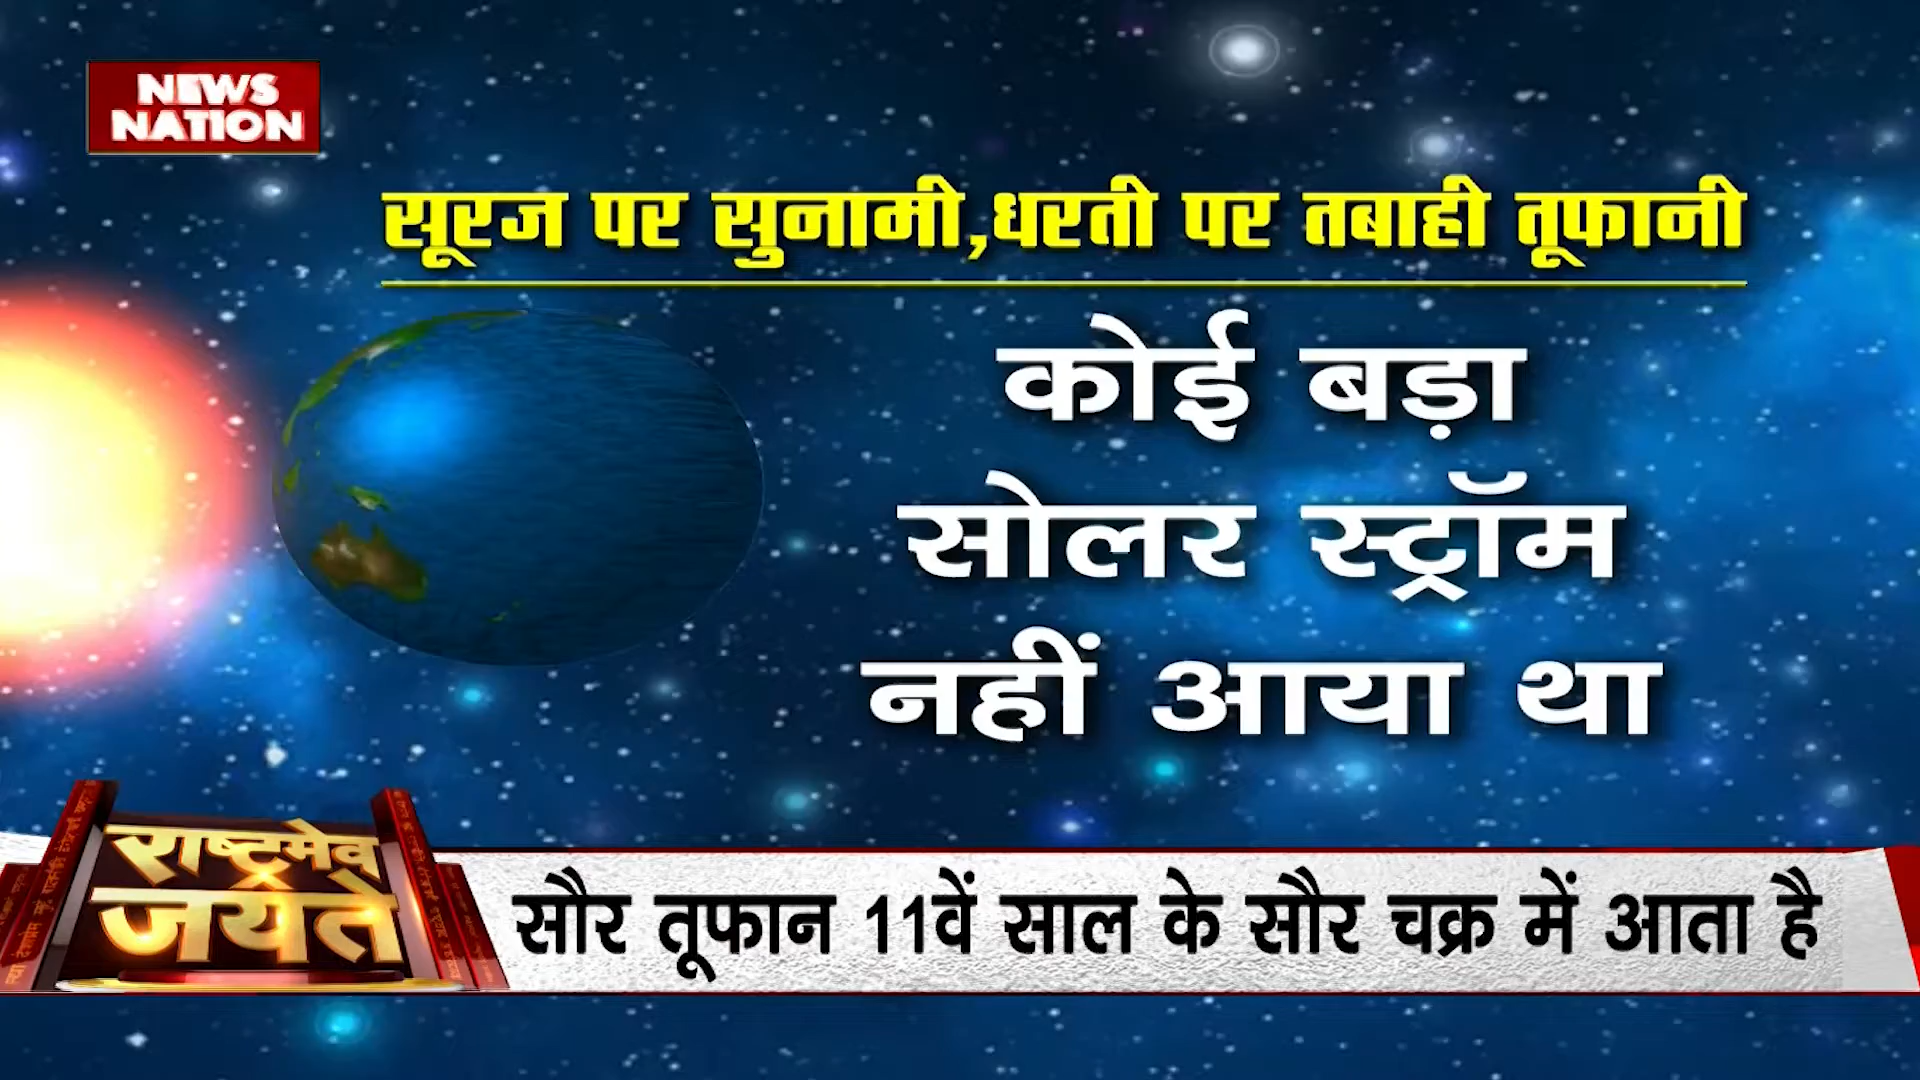 NEWS
NATION
सूरज पर सुनामी,धरती पर तबाही तूफानी
कोई बड़ा
सोलर स्ट्रॉम
नहीं आया था
राष्ट्रमेव
जयते
सौर तूफान 11वें साल के सौर चक्र में आता है